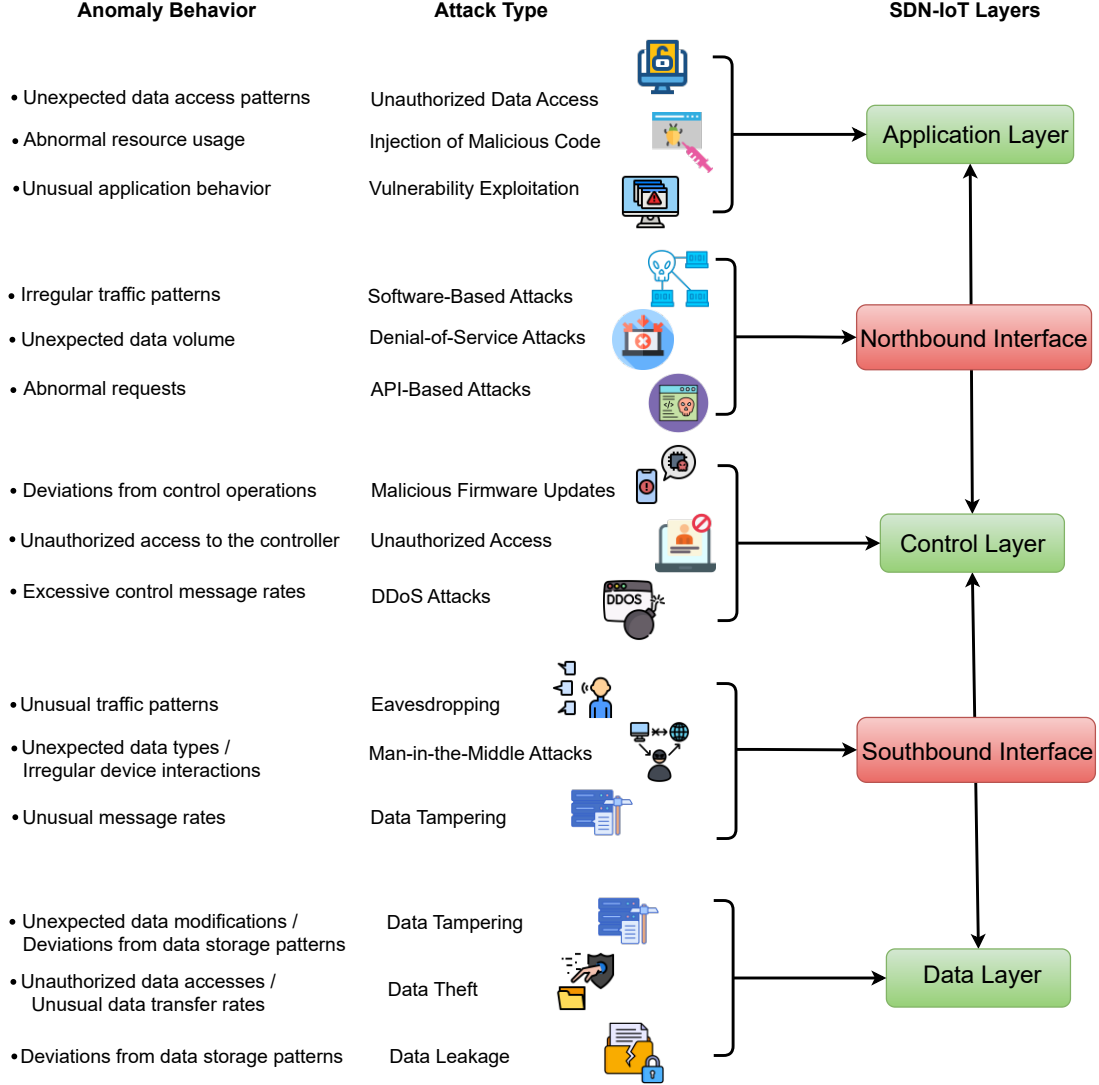 Anomaly Behavior
Attack Type
SDN-IoT Layers
• Unexpected data access patterns
Unauthorized Data Access
• Abnormal resource usage
Injection of Malicious Code
Application Layer
• Unusual application behavior
Vulnerability Exploitation
• Irregular traffic patterns
Software-Based Attacks
0101
0101
0101
• Unexpected data volume
Denial-of-Service Attacks
Northbound Interface
• Abnormal requests
API-Based Attacks
</>
• Deviations from control operations
Malicious Firmware Updates
• Unauthorized access to the controller
Unauthorized Access
Control Layer
• Excessive control message rates
DDoS Attacks
DDOS
• Unusual traffic patterns
Eavesdropping
• Unexpected data types /
Irregular device interactions
Man-in-the-Middle Attacks
Southbound Interface
• Unusual message rates
Data Tampering
• Unexpected data modifications /
Deviations from data storage patterns
Data Tampering
• Unauthorized data accesses /
Unusual data transfer rates
Data Theft
Data Layer
• Deviations from data storage patterns
Data Leakage